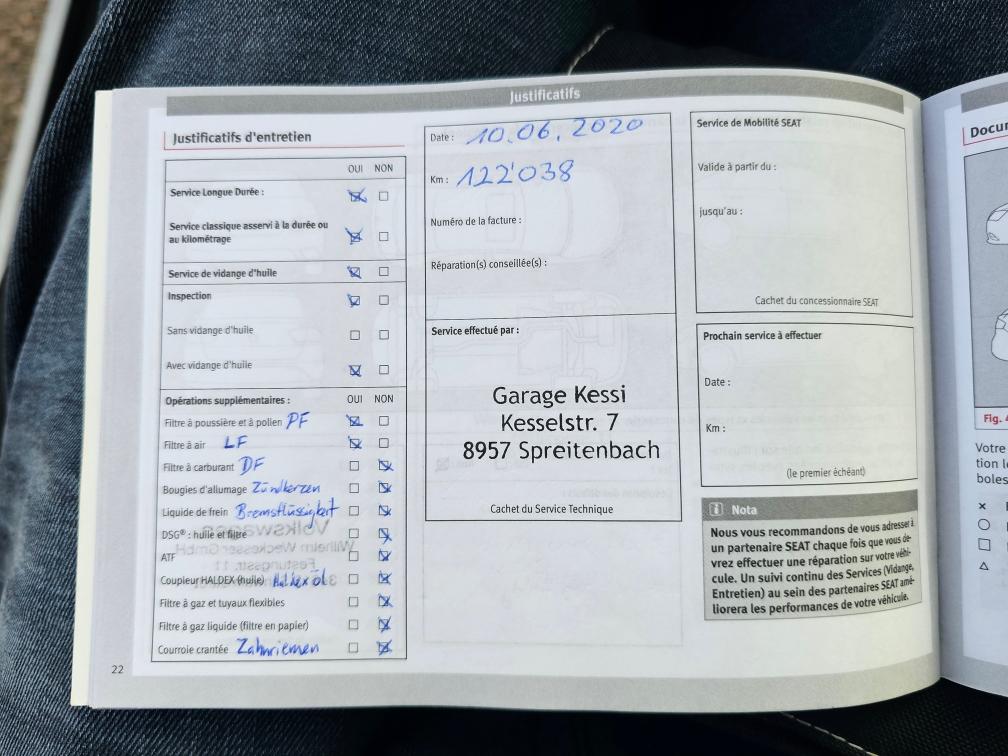 Justificatifs
Justificatifs d'entretien
OUI NON
Service Longue Durée :
Service classique asservi à la durée ou
au kilométrage
Service de vidange d'huile
Inspection
Sans vidange d'huile
Avec vidange d'huile
Opérations supplémentaires : OUI NON
Filtre à poussière et à pollen PF
Filtre à air LF
Filtre à carburant DF
Bougies d'allumage Zündkerzen
Liquide de frein Bremsflüssigkeit
DSG® : huile et filtre
ATF
Coupleur HALDEX (huile) Haldexöl
Filtre à gaz et tuyaux flexibles
Filtre à gaz liquide (filtre en papier)
Courroie crantée Zahnriemen
22
Date : 10.06.2020
Km : 122'038
Numéro de la facture :
Réparation(s) conseillée(s) :
Service effectué par :
Garage Kessi
Kesselstr. 7
8957 Spreitenbach
Cachet du Service Technique
Service de Mobilité SEAT
Valide à partir du :
jusqu'au :
Cachet du concessionnaire SEAT
Prochain service à effectuer
Date :
Km :
(le premier échéant)
Nota
Nous vous recommandons de vous adresser à
un partenaire SEAT chaque fois que vous de-
vrez effectuer une réparation sur votre véhi-
cule. Un suivi continu des Services (Vidange,
Entretien) au sein des partenaires SEAT amé-
liorera les performances de votre véhicule.
Docum
Fig. 4
Votre
tion le
boles